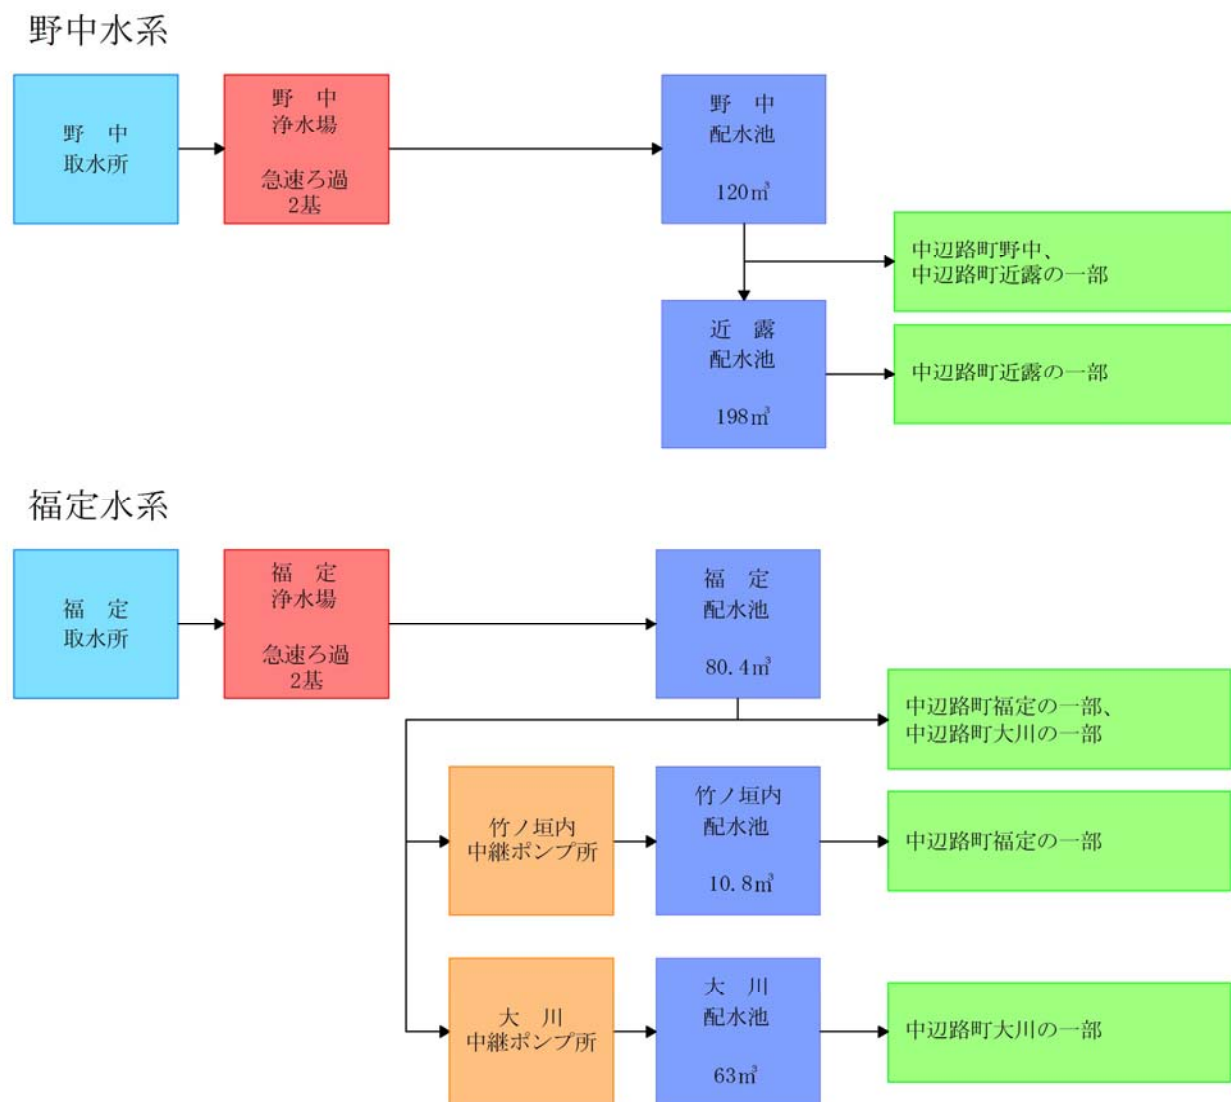 野中水系
野　中
取水所
野　中
浄水場
急速ろ過
2基
野　中
配水池
120㎥
中辺路町野中、
中辺路町近露の一部
近　露
配水池
198㎥
中辺路町近露の一部
福定水系
福　定
取水所
福　定
浄水場
急速ろ過
2基
福　定
配水池
80.4㎥
中辺路町福定の一部、
中辺路町大川の一部
竹ノ垣内
中継ポンプ所
竹ノ垣内
配水池
10.8㎥
中辺路町福定の一部
大　川
中継ポンプ所
大　川
配水池
63㎥
中辺路町大川の一部